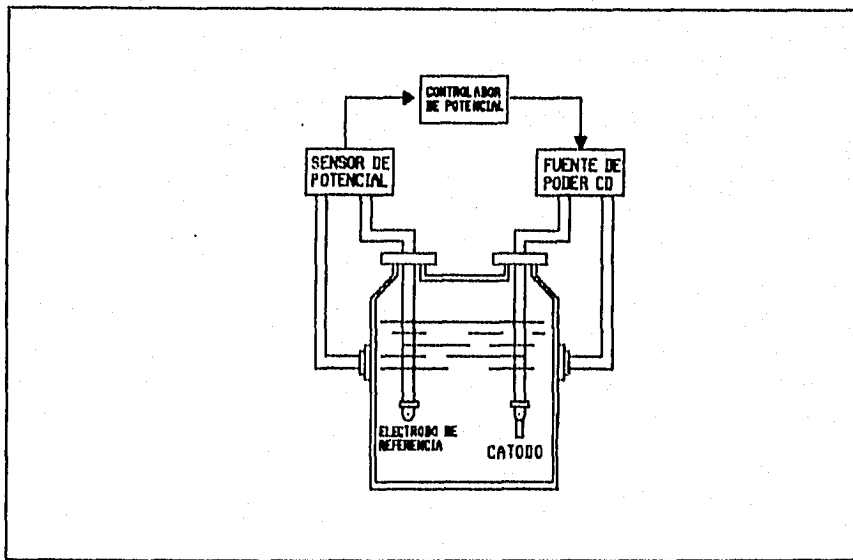 CONTROLADOR
DE POTENCIAL
SENSOR DE
POTENCIAL
FUENTE DE
PODER CD
ELECTRODO DE
REFERENCIA
CATODO